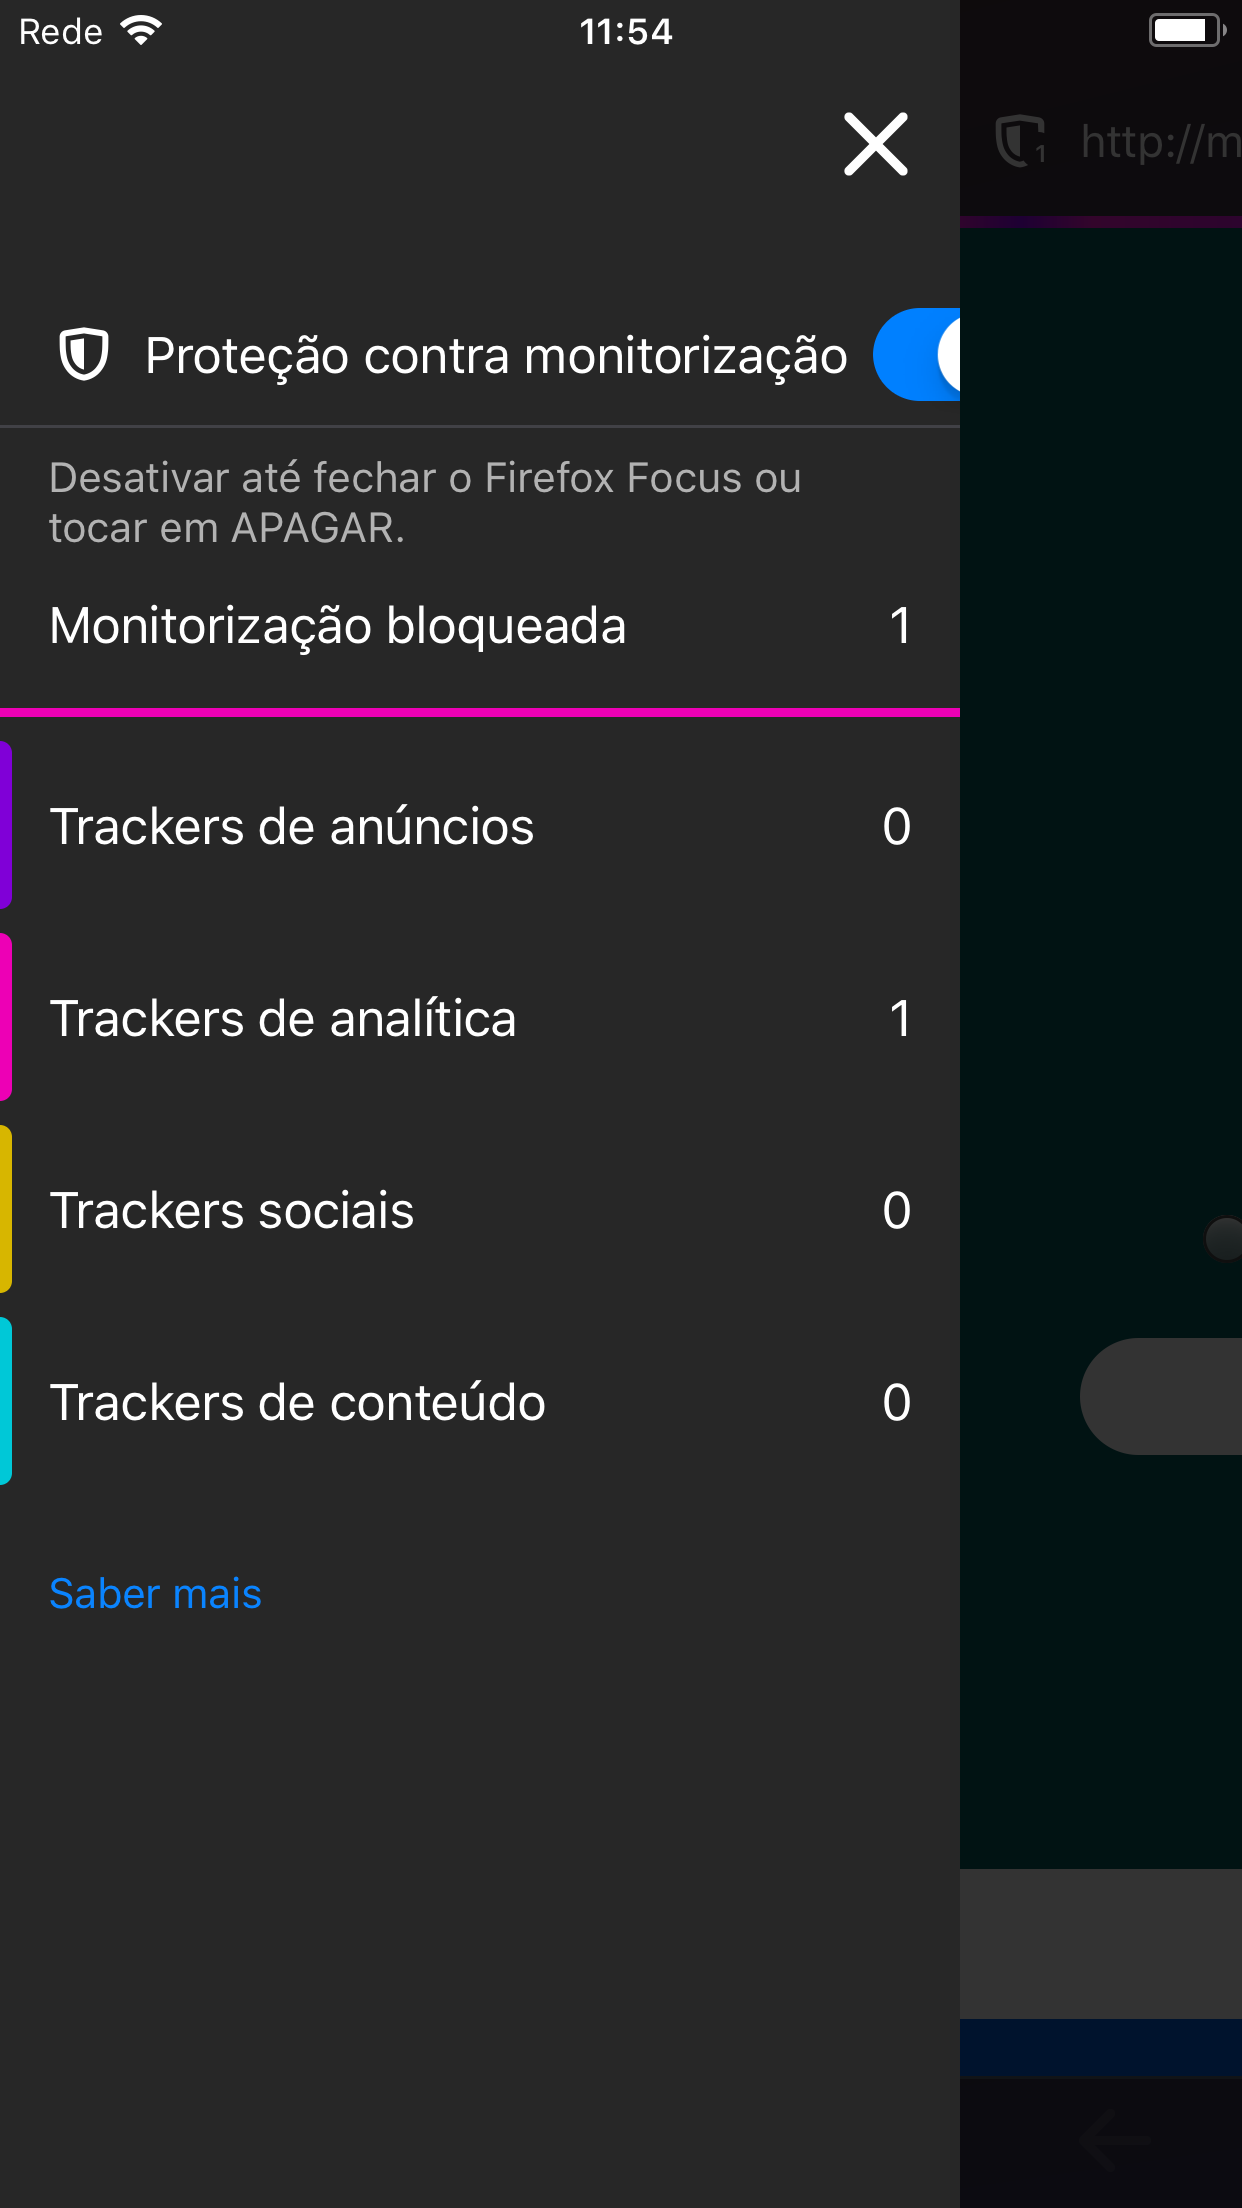 Rede 11:54
1 http://m
Proteção contra monitorização
Desativar até fechar o Firefox Focus ou
tocar em APAGAR.
Monitorização bloqueada 1
Trackers de anúncios 0
Trackers de analítica 1
Trackers sociais 0
Trackers de conteúdo 0
Saber mais